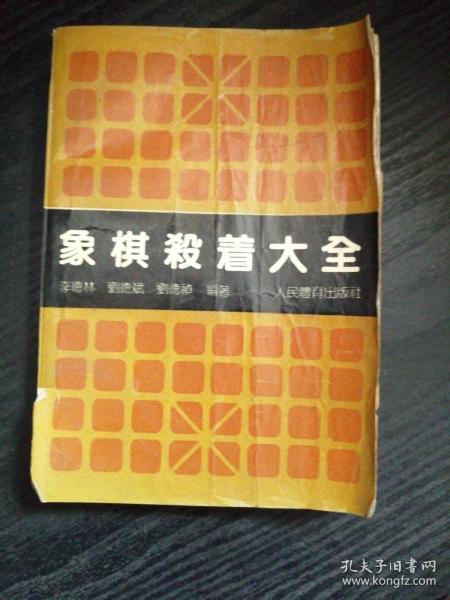 象棋殺着大全
李德林 劉德斌 劉德禎 編著 人民體育出版社
孔夫子旧书网
www.kongfz.com